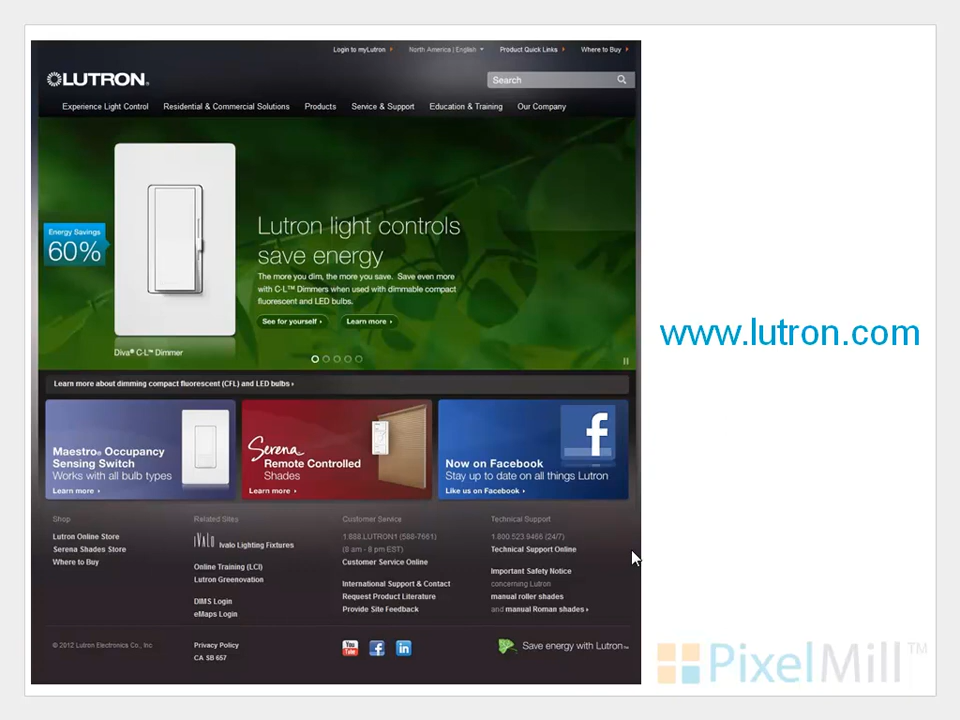 Login to myLutron
North America / English
Product Quick Links
Where to Buy
LUTRON®
Search
Experience Light Control
Residential & Commercial Solutions
Products
Service & Support
Education & Training
Our Company
Energy Savings
60%
Lutron light controls
save energy
The more you dim, the more you save. Save even more
with C·L™ Dimmers when used with dimmable compact
fluorescent and LED bulbs.
See for yourself ›
Learn more ›
Diva® C·L™ Dimmer
www.lutron.com
Learn more about dimming compact fluorescent (CFL) and LED bulbs ›
Maestro® Occupancy
Sensing Switch
Works with all bulb types
Learn more ›
Serena
Remote Controlled
Shades
Learn more ›
f
Now on Facebook
Stay up to date on all things Lutron
Like us on Facebook ›
Shop
Lutron Online Store
Serena Shades Store
Where to Buy
Related Sites
IVALO Ivalo Lighting Fixtures
Online Training (LCI)
Lutron Greenovation
DIMS Login
eMaps Login
Customer Service
1.888.LUTRON1 (588-7661)
(8 am - 8 pm EST)
Customer Service Online
International Support & Contact
Request Product Literature
Provide Site Feedback
Technical Support
1.800.523.9466 (24/7)
Technical Support Online
Important Safety Notice
concerning Lutron
manual roller shades
and manual Roman shades ›
© 2012 Lutron Electronics Co., Inc
Privacy Policy
CA SB 657
You Tube
f
in
Save energy with Lutron™
PixelMill™